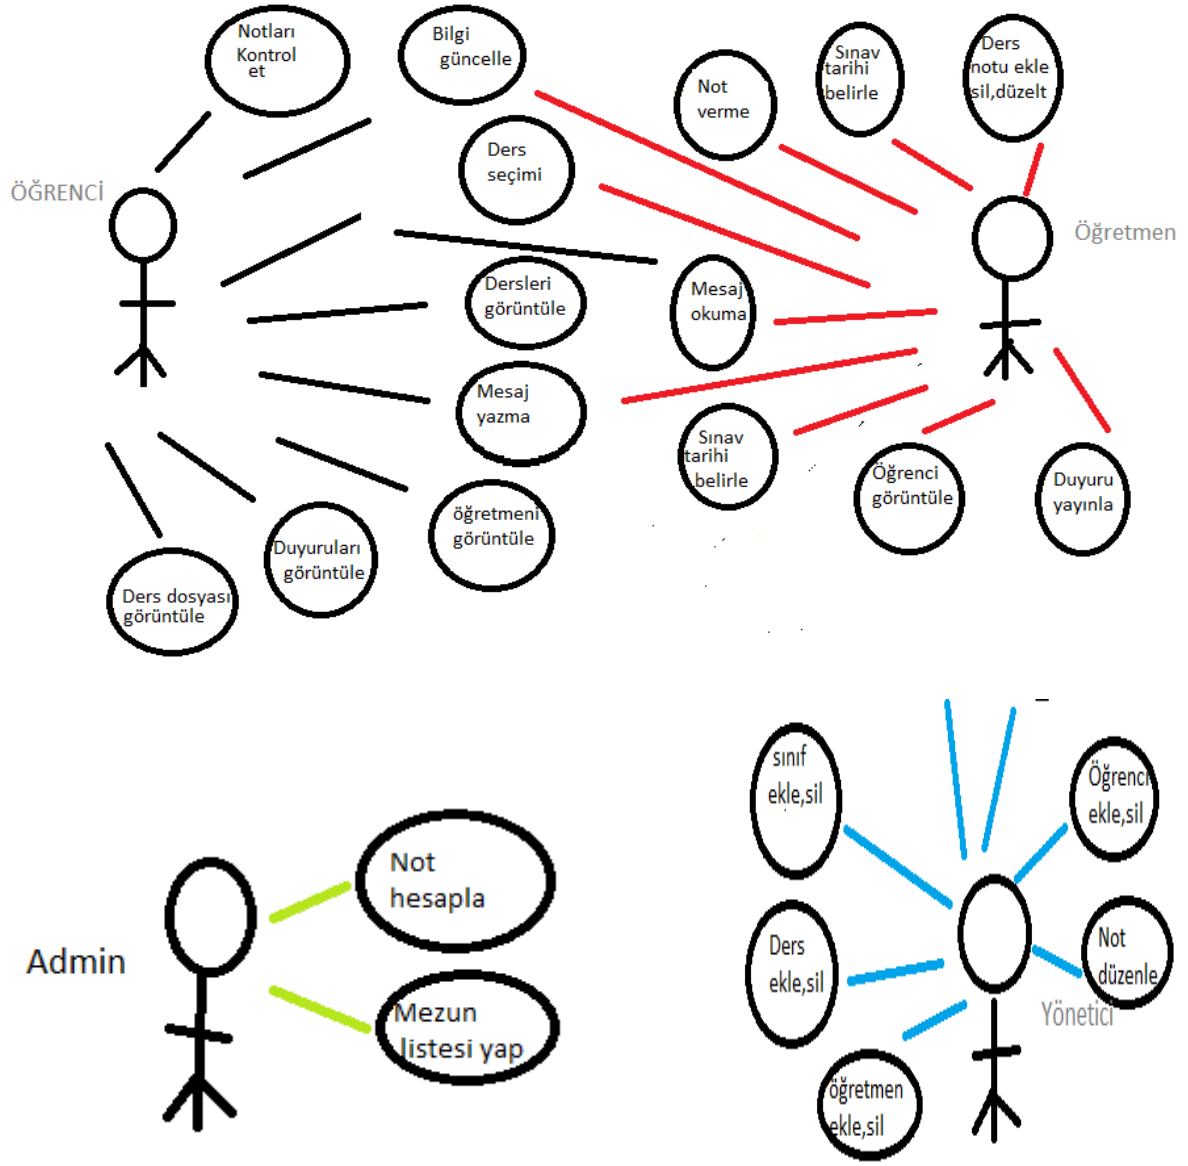 Notları
Kontrol
et
Bilgi
güncelle
Not
verme
Sınav
tarihi
belirle
Ders
notu ekle
sil,düzelt
Ders
seçimi
ÖĞRENCİ
Öğretmen
Dersleri
görüntüle
Mesaj
okuma
Mesaj
yazma
Sınav
tarihi
belirle
Öğrenci
görüntüle
Duyuru
yayınla
öğretmeni
görüntüle
Duyuruları
görüntüle
Ders dosyası
görüntüle
sınıf
ekle,sil
Öğrenci
ekle,sil
Not
hesapla
Admin
Ders
ekle,sil
Not
düzenle
Mezun
listesi yap
Yönetici
öğretmen
ekle,sil